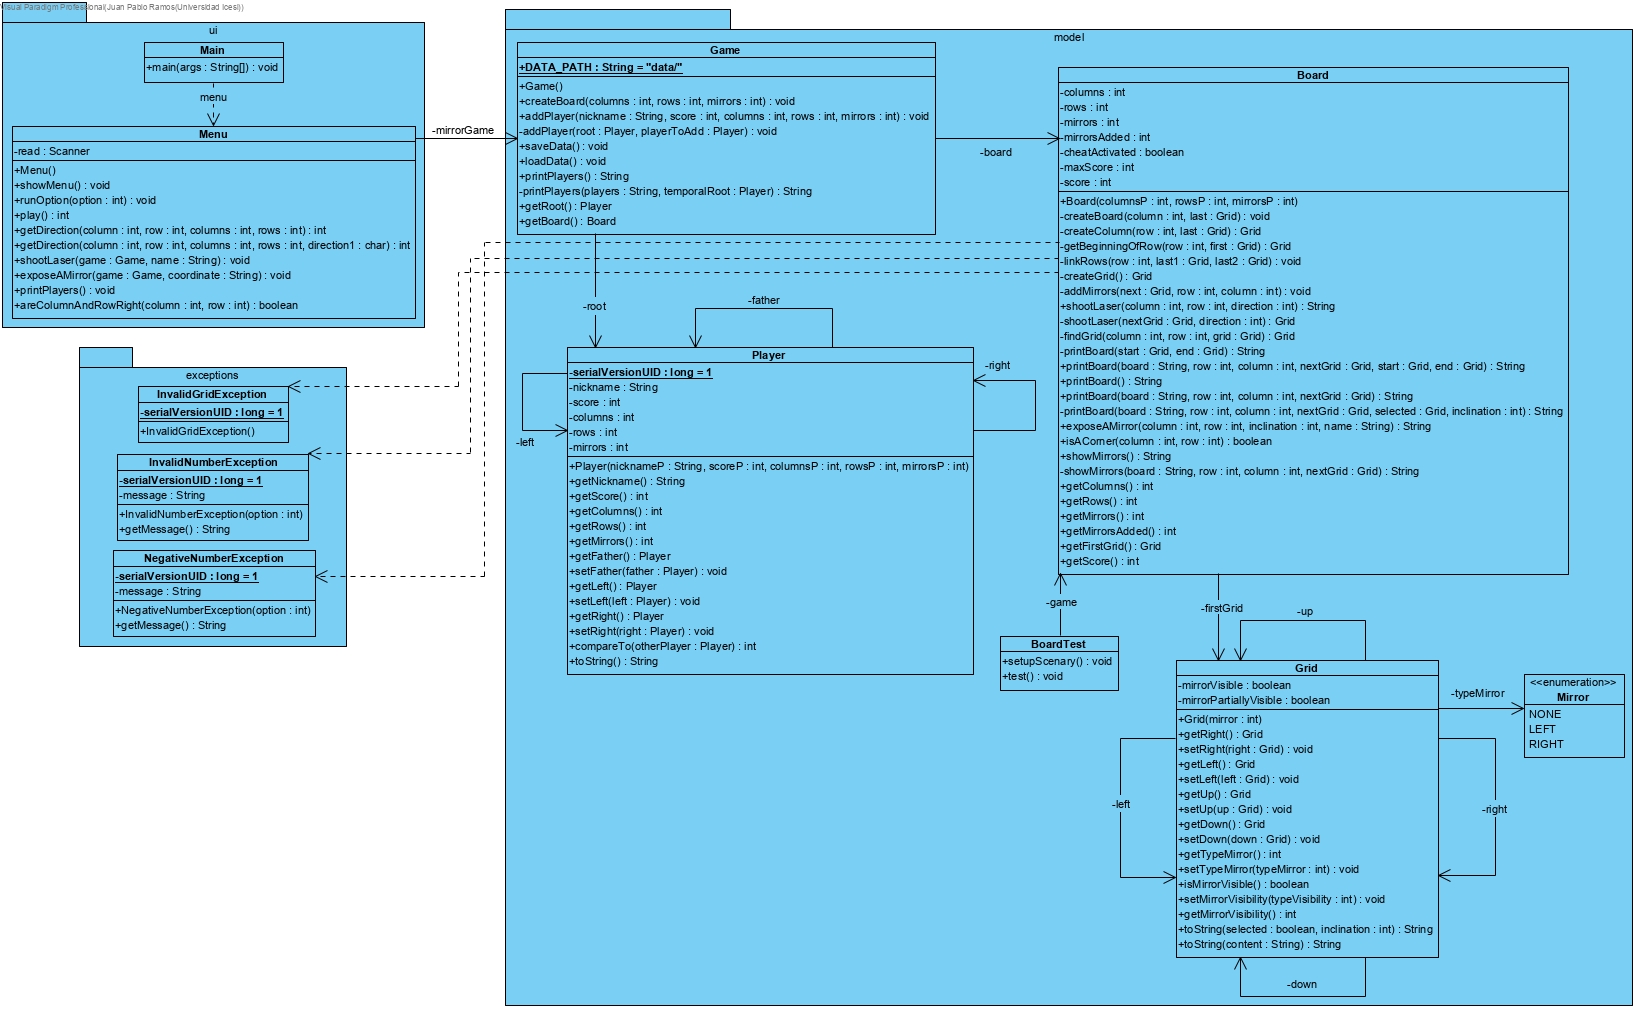 Visual Paradigm Professional(Juan Pablo Ramos(Universidad Icesi))
ui
Main
+main(args : String[]) : void
menu
Menu
-read : Scanner
+Menu()
+showMenu() : void
+runOption(option : int) : void
+play() : int
+getDirection(column : int, row : int, columns : int, rows : int) : int
+getDirection(column : int, row : int, columns : int, rows : int, direction1 : char) : int
+shootLaser(game : Game, name : String) : void
+exposeAMirror(game : Game, coordinate : String) : void
+printPlayers() : void
+areColumnAndRowRight(column : int, row : int) : boolean
-mirrorGame
exceptions
InvalidGridException
-serialVersionUID : long = 1
+InvalidGridException()
InvalidNumberException
-serialVersionUID : long = 1
-message : String
+InvalidNumberException(option : int)
+getMessage() : String
NegativeNumberException
-serialVersionUID : long = 1
-message : String
+NegativeNumberException(option : int)
+getMessage() : String
model
Game
+DATA_PATH : String = "data/"
+Game()
+createBoard(columns : int, rows : int, mirrors : int) : void
+addPlayer(nickname : String, score : int, columns : int, rows : int, mirrors : int) : void
-addPlayer(root : Player, playerToAdd : Player) : void
+saveData() : void
+loadData() : void
+printPlayers() : String
-printPlayers(players : String, temporalRoot : Player) : String
+getRoot() : Player
+getBoard() : Board
-board
-root
-father
-right
-left
Player
-serialVersionUID : long = 1
-nickname : String
-score : int
-columns : int
-rows : int
-mirrors : int
+Player(nicknameP : String, scoreP : int, columnsP : int, rowsP : int, mirrorsP : int)
+getNickname() : String
+getScore() : int
+getColumns() : int
+getRows() : int
+getMirrors() : int
+getFather() : Player
+setFather(father : Player) : void
+getLeft() : Player
+setLeft(left : Player) : void
+getRight() : Player
+setRight(right : Player) : void
+compareTo(otherPlayer : Player) : int
+toString() : String
Board
-columns : int
-rows : int
-mirrors : int
-mirrorsAdded : int
-cheatActivated : boolean
-maxScore : int
-score : int
+Board(columnsP : int, rowsP : int, mirrorsP : int)
-createBoard(column : int, last : Grid) : void
-createColumn(row : int, last : Grid) : Grid
-getBeginningOfRow(row : int, first : Grid) : Grid
-linkRows(row : int, last1 : Grid, last2 : Grid) : void
-createGrid() : Grid
-addMirrors(next : Grid, row : int, column : int) : void
+shootLaser(column : int, row : int, direction : int) : String
-shootLaser(nextGrid : Grid, direction : int) : Grid
-findGrid(column : int, row : int, grid : Grid) : Grid
-printBoard(start : Grid, end : Grid) : String
+printBoard(board : String, row : int, column : int, nextGrid : Grid, start : Grid, end : Grid) : String
+printBoard() : String
+printBoard(board : String, row : int, column : int, nextGrid : Grid) : String
-printBoard(board : String, row : int, column : int, nextGrid : Grid, selected : Grid, inclination : int) : String
+exposeAMirror(column : int, row : int, inclination : int, name : String) : String
+isACorner(column : int, row : int) : boolean
+showMirrors() : String
-showMirrors(board : String, row : int, column : int, nextGrid : Grid) : String
+getColumns() : int
+getRows() : int
+getMirrors() : int
+getMirrorsAdded() : int
+getFirstGrid() : Grid
+getScore() : int
-game
BoardTest
+setupScenary() : void
+test() : void
-firstGrid
-up
Grid
-mirrorVisible : boolean
-mirrorPartiallyVisible : boolean
+Grid(mirror : int)
+getRight() : Grid
+setRight(right : Grid) : void
+getLeft() : Grid
+setLeft(left : Grid) : void
+getUp() : Grid
+setUp(up : Grid) : void
+getDown() : Grid
+setDown(down : Grid) : void
+getTypeMirror() : int
+setTypeMirror(typeMirror : int) : void
+isMirrorVisible() : boolean
+setMirrorVisibility(typeVisibility : int) : void
+getMirrorVisibility() : int
+toString(selected : boolean, inclination : int) : String
+toString(content : String) : String
-left
-right
-down
-typeMirror
<<enumeration>>
Mirror
NONE
LEFT
RIGHT